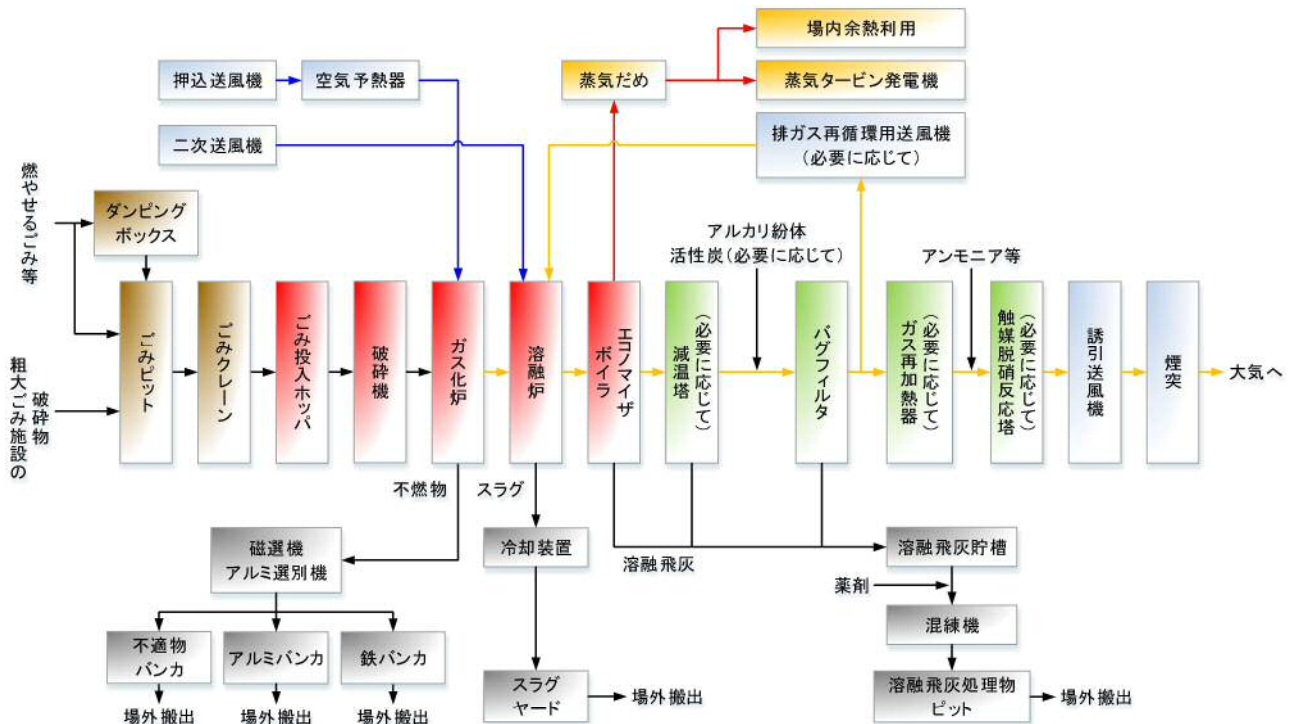 場内余熱利用
押込送風機
空気予熱器
蒸気だめ
蒸気タービン発電機
二次送風機
排ガス再循環用送風機
(必要に応じて)
燃やせるごみ等
ダンピング
ボックス
アルカリ紛体
活性炭(必要に応じて)
アンモニア等
粗大ごみ施設の
破砕物
ごみピット
ごみクレーン
ごみ投入ホッパ
破砕機
ガス化炉
溶融炉
エコノマイザ
ボイラ
(必要に応じて)
減温塔
バグフィルタ
(必要に応じて)
ガス再加熱器
(必要に応じて)
触媒脱硝反応塔
誘引送風機
煙突
大気へ
不燃物
スラグ
磁選機
アルミ選別機
冷却装置
溶融飛灰
溶融飛灰貯槽
薬剤
混練機
不適物
バンカ
アルミバンカ
鉄バンカ
スラグ
ヤード
場外搬出
溶融飛灰処理物
ピット
場外搬出
場外搬出
場外搬出
場外搬出